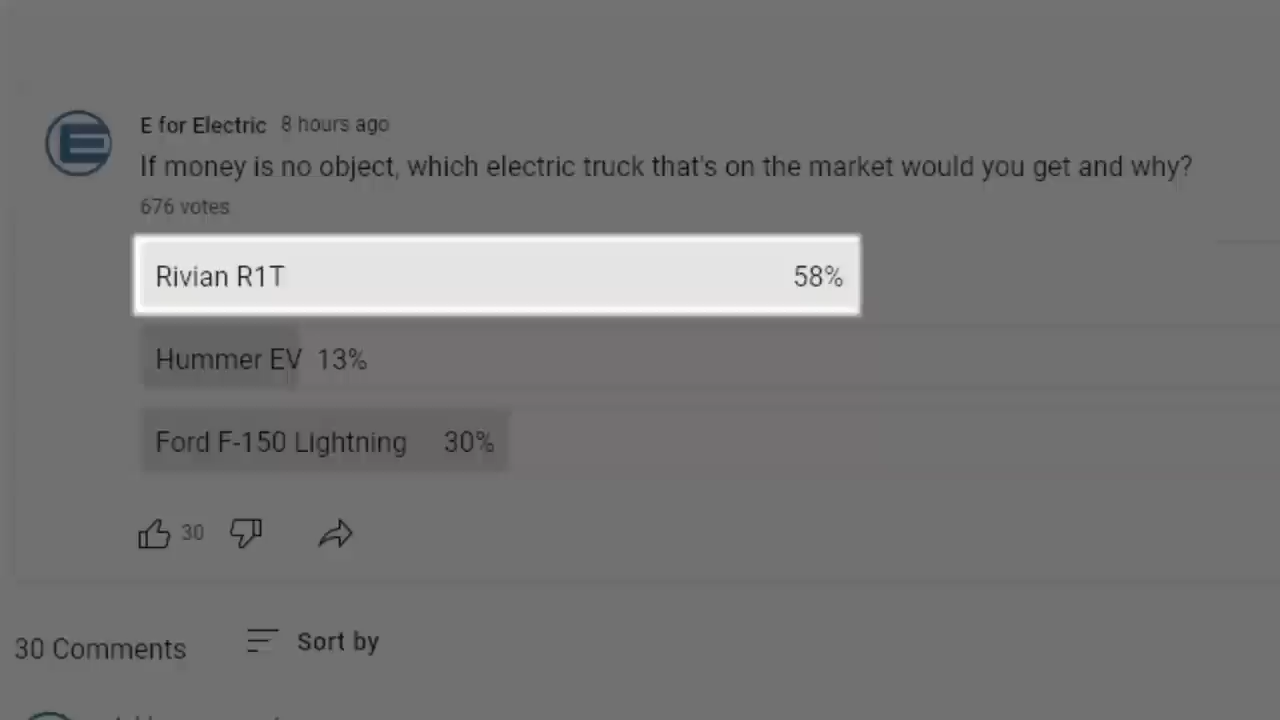 E for Electric 8 hours ago
If money is no object, which electric truck that's on the market would you get and why?
676 votes
Rivian R1T 58%
Hummer EV 13%
Ford F-150 Lightning 30%
30
30 Comments Sort by